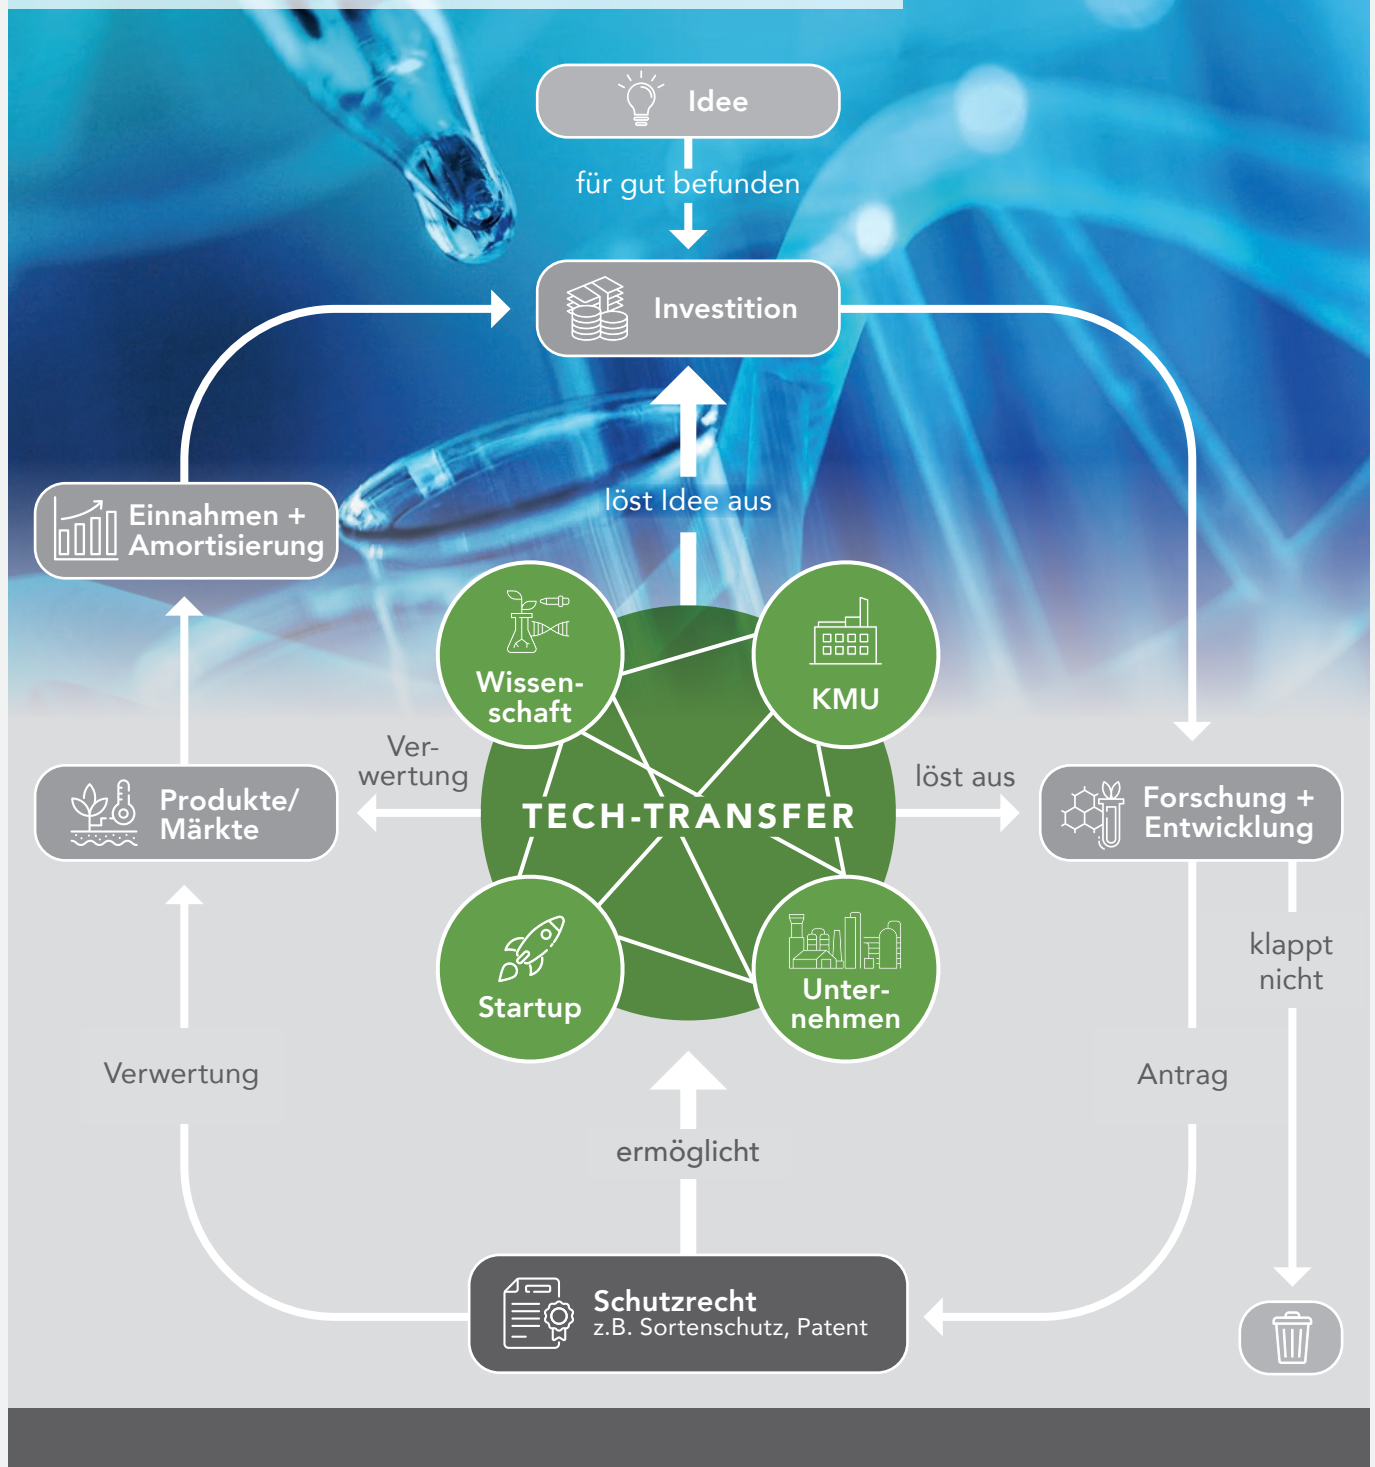 Idee
für gut befunden
Investition
löst Idee aus
Einnahmen +
Amortisierung
Wissen-
schaft
KMU
Ver-
wertung
löst aus
Produkte/
Märkte
TECH-TRANSFER
Forschung +
Entwicklung
klappt
nicht
Startup
Unter-
nehmen
Verwertung
Antrag
ermöglicht
Schutzrecht
z.B. Sortenschutz, Patent